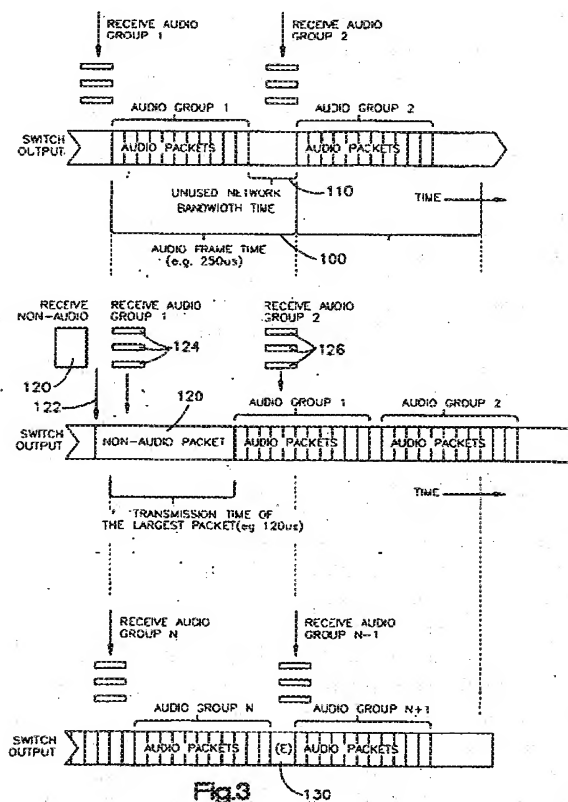 RECEIVE AUDIO
GROUP 1
RECEIVE AUDIO
GROUP 2
AUDIO GROUP 1
AUDIO GROUP 2
SWITCH
OUTPUT
AUDIO PACKETS
AUDIO PACKETS
UNUSED NETWORK
BANDWIDTH TIME
110
TIME
100
AUDIO FRAME TIME
(e.g. 250us)
RECEIVE
NON-AUDIO
RECEIVE AUDIO
GROUP 1
RECEIVE AUDIO
GROUP 2
124
126
120
122
120
AUDIO GROUP 1
AUDIO GROUP 2
SWITCH
OUTPUT
NON-AUDIO PACKET
AUDIO PACKETS
AUDIO PACKETS
TRANSMISSION TIME OF
THE LARGEST PACKET(eg 120us)
TIME
RECEIVE AUDIO
GROUP N
RECEIVE AUDIO
GROUP N-1
AUDIO GROUP N
AUDIO GROUP N+1
SWITCH
OUTPUT
AUDIO PACKETS
(E)
AUDIO PACKETS
Fig.3
130